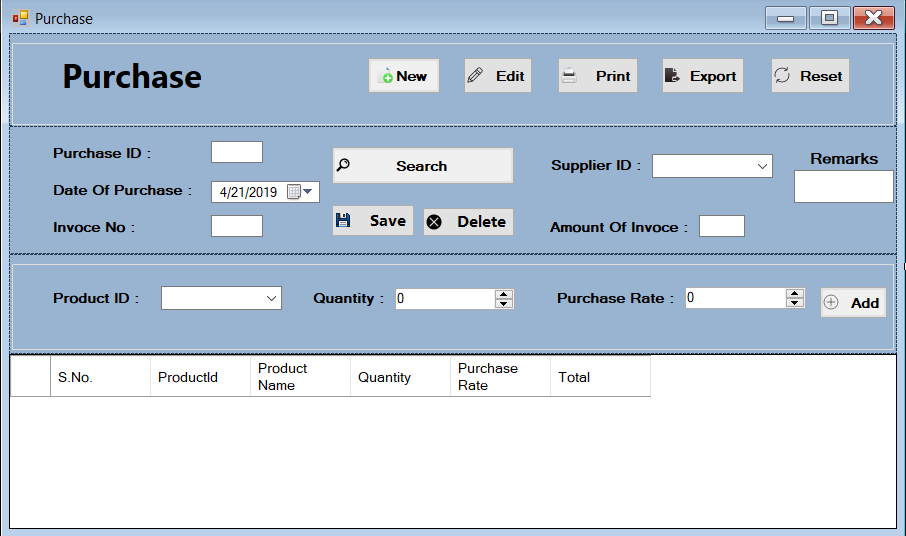 Purchase
Purchase
New
Edit
Print
Export
Reset
Purchase ID :
Search
Supplier ID :
Remarks
Date Of Purchase :
4/21/2019
Invoce No :
Save
Delete
Amount Of Invoce :
Product ID :
Quantity :
0
Purchase Rate :
0
Add
S.No.
ProductId
Product
Name
Quantity
Purchase
Rate
Total